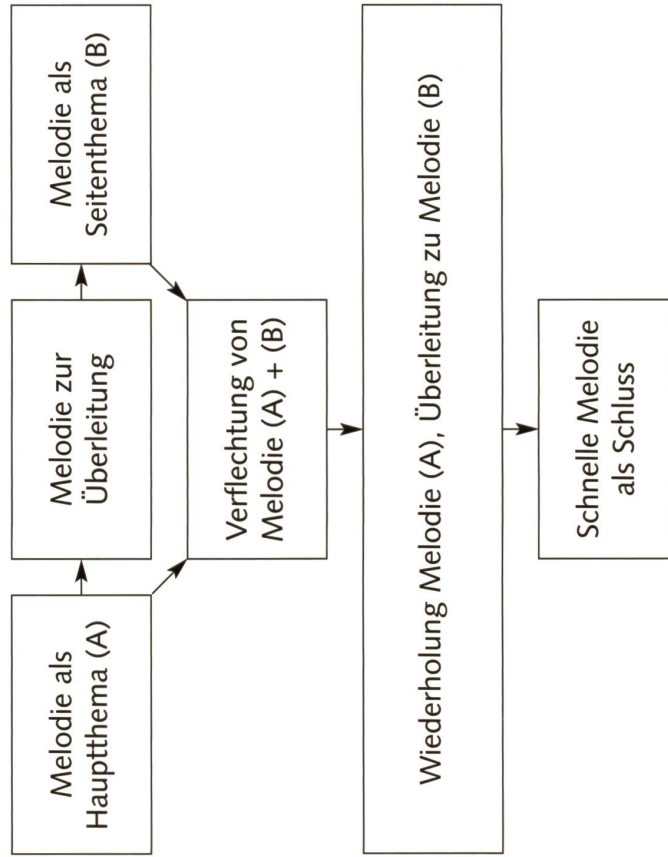 Melodie als
Hauptthema (A)
Melodie zur
Überleitung
Melodie als
Seitenthema (B)
Verflechtung von
Melodie (A) + (B)
Wiederholung Melodie (A), Überleitung zu Melodie (B)
Schnelle Melodie
als Schluss